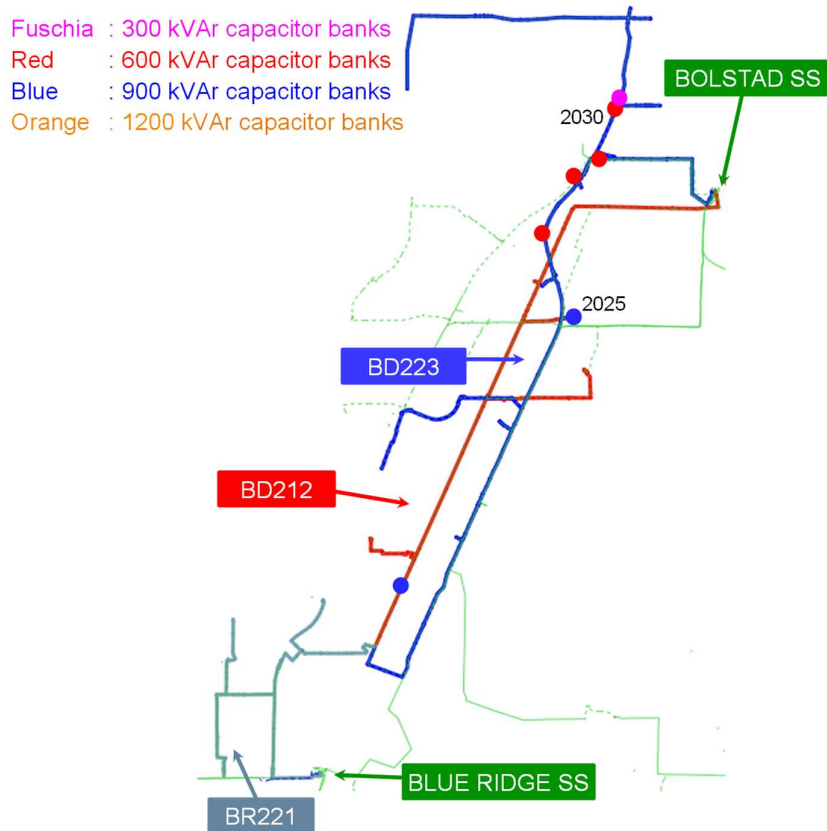 Fuschia : 300 kVAr capacitor banks
Red : 600 kVAr capacitor banks
Blue : 900 kVAr capacitor banks
Orange : 1200 kVAr capacitor banks
BOLSTAD SS
2030
2025
BD223
BD212
BLUE RIDGE SS
BR221